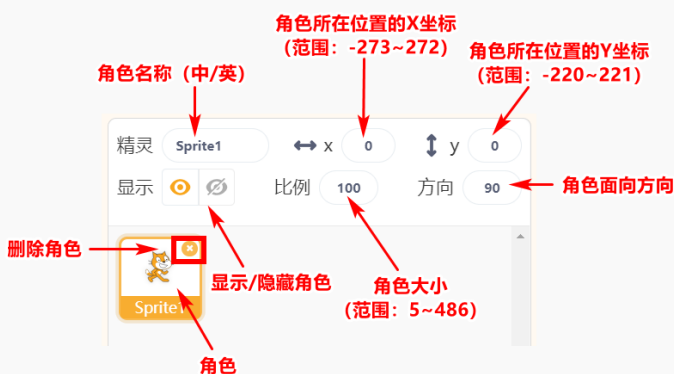 角色所在位置的X坐标
(范围：-273~272)
角色所在位置的Y坐标
(范围：-220~221)
角色名称（中/英）
精灵 Sprite1 x 0 y 0
显示 比例 100 方向 90
角色面向方向
删除角色
显示/隐藏角色
角色大小
(范围：5~486)
Sprite1
角色